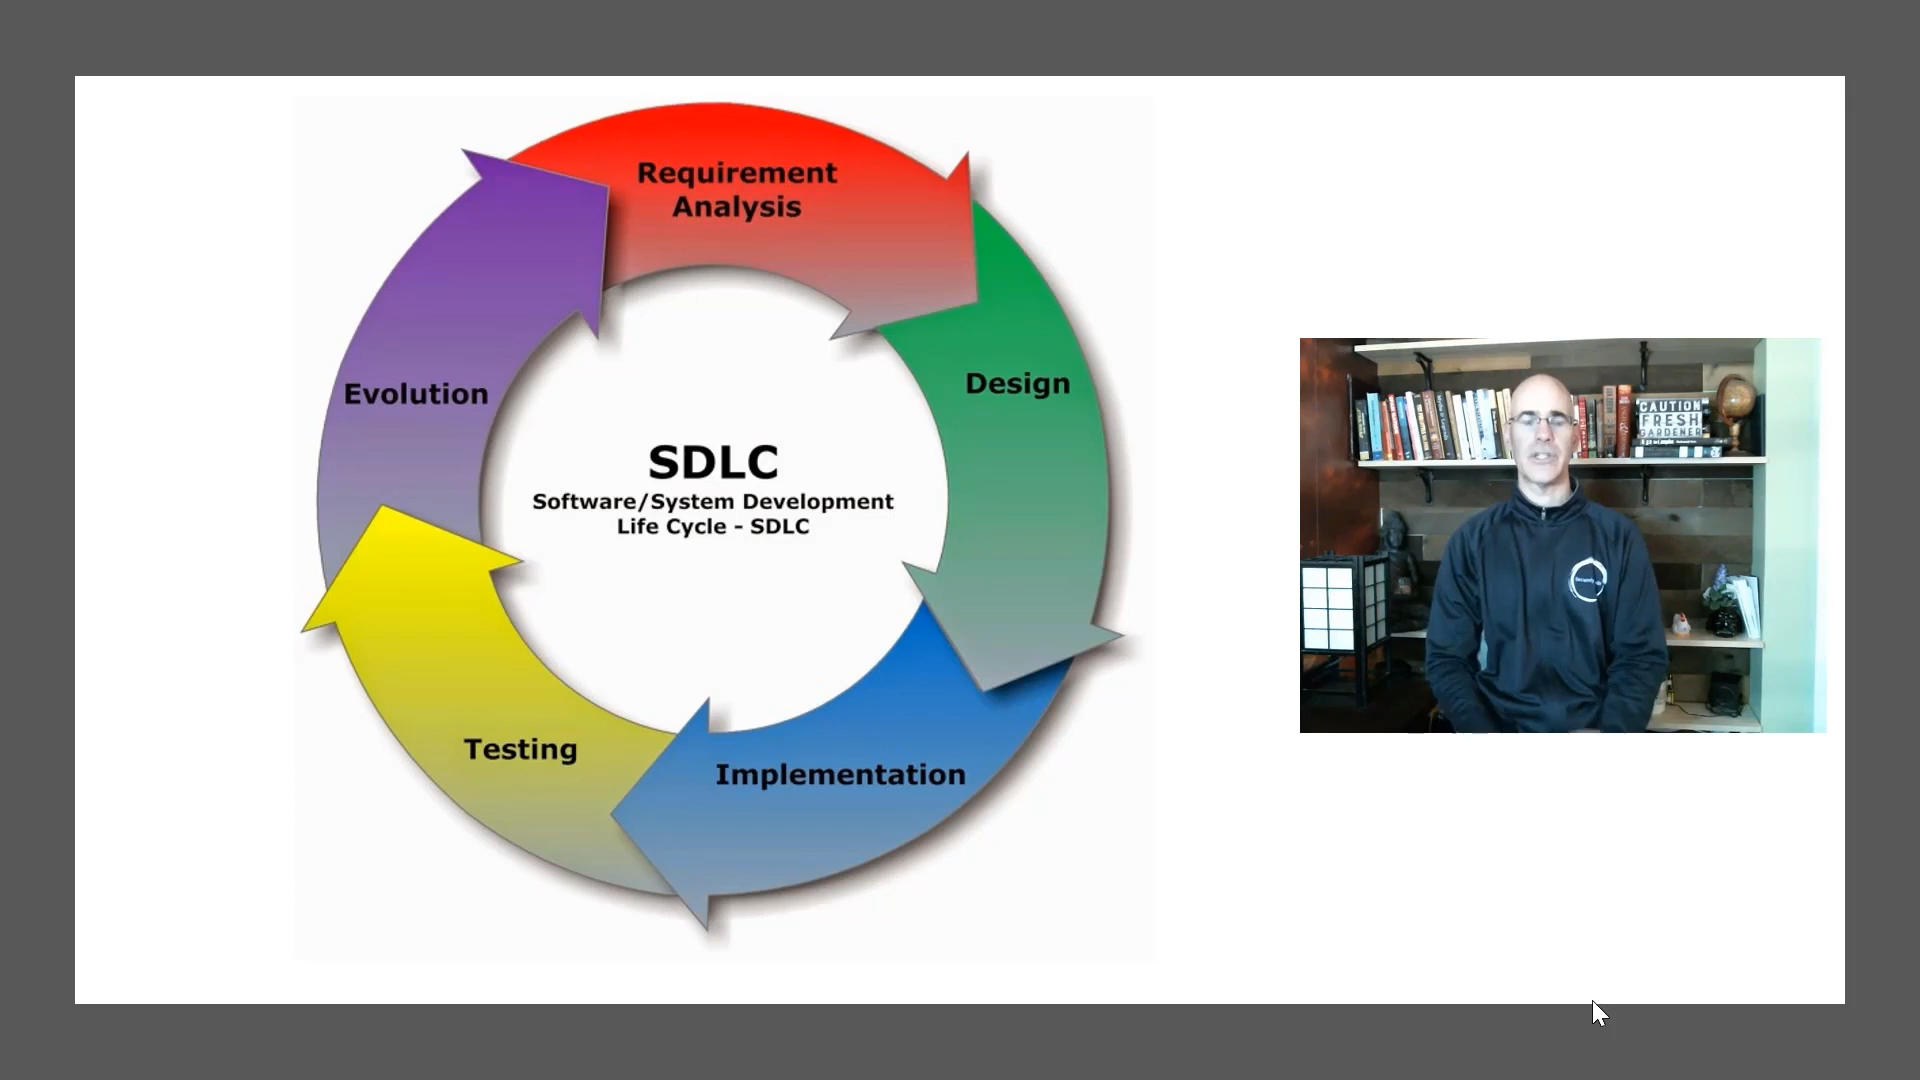 Requirement
Analysis
Design
Evolution
SDLC
Software/System Development
Life Cycle - SDLC
Testing
Implementation
CAUTION
FRESH
GARDENER